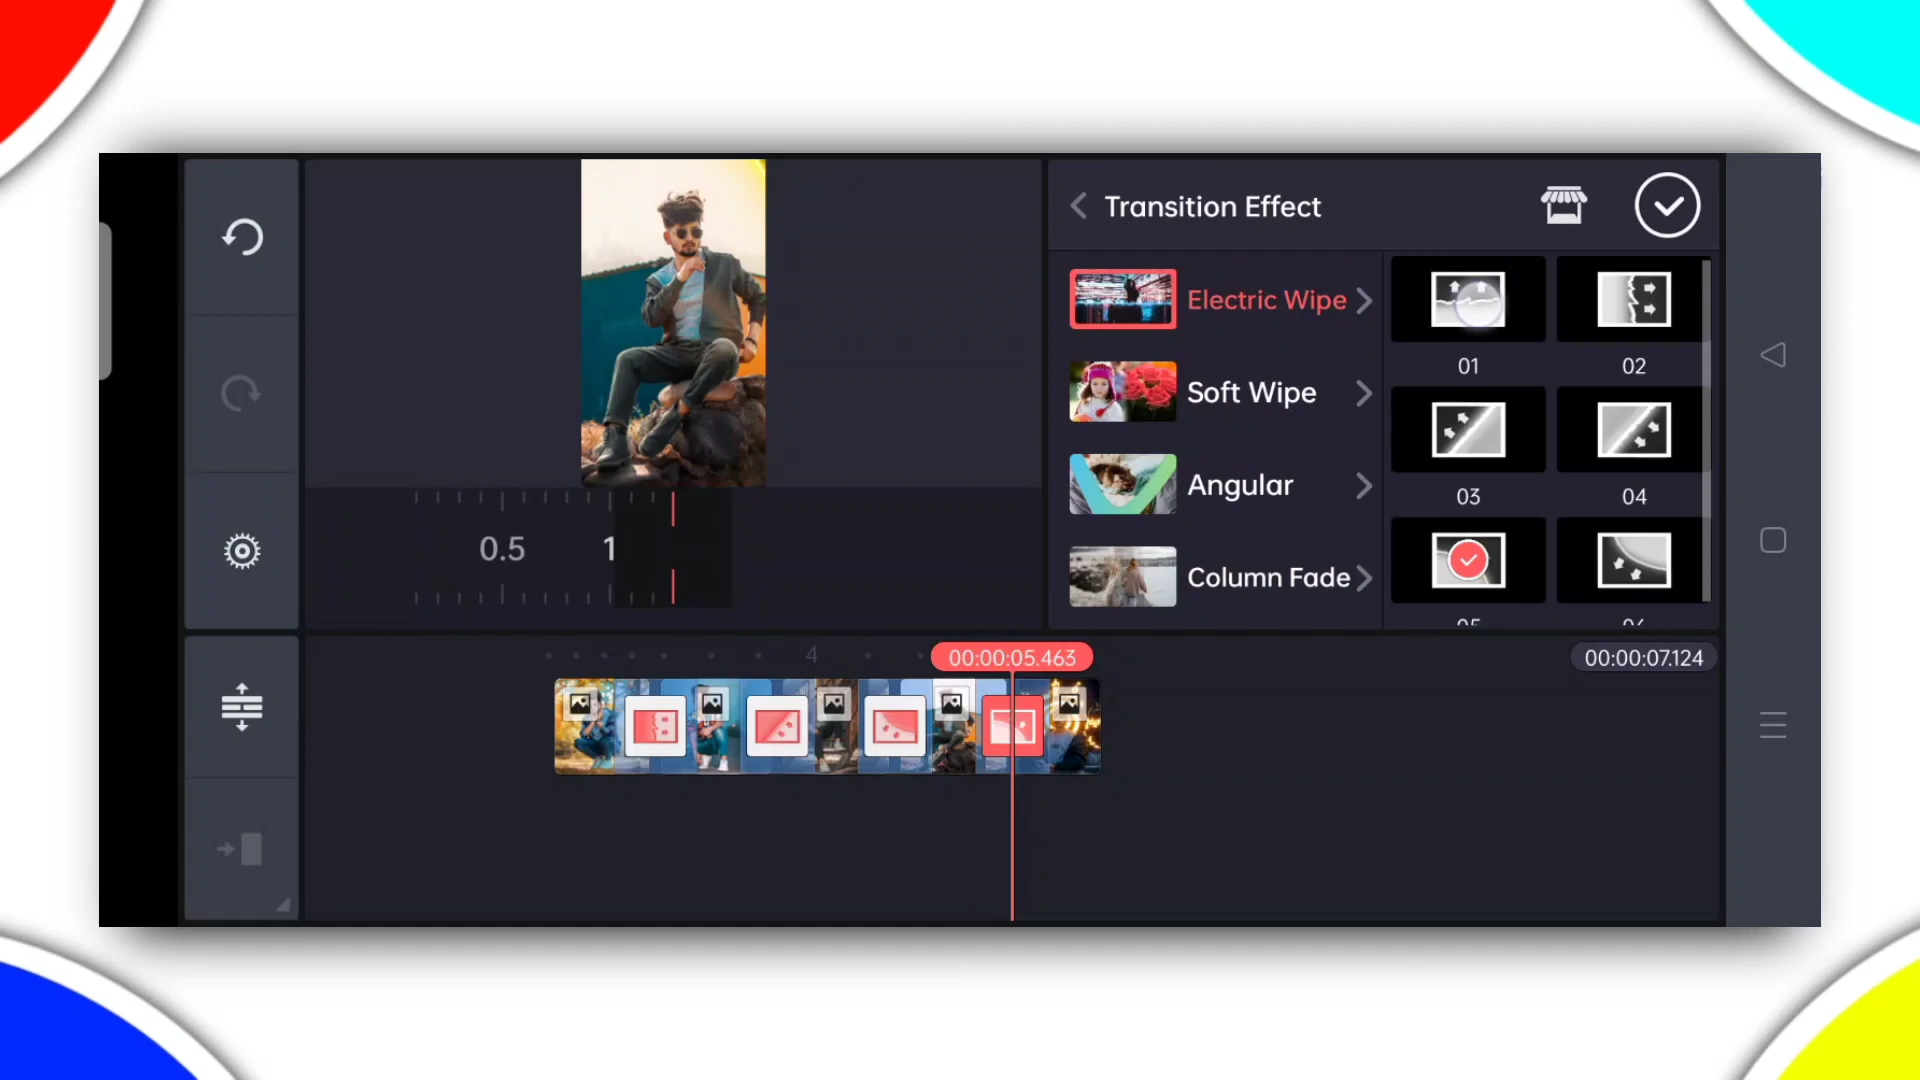 Transition Effect
Electric Wipe
Soft Wipe
Angular
Column Fade
01
02
03
04
05
06
0.5
1
4
00:00:05.463
00:00:07.124